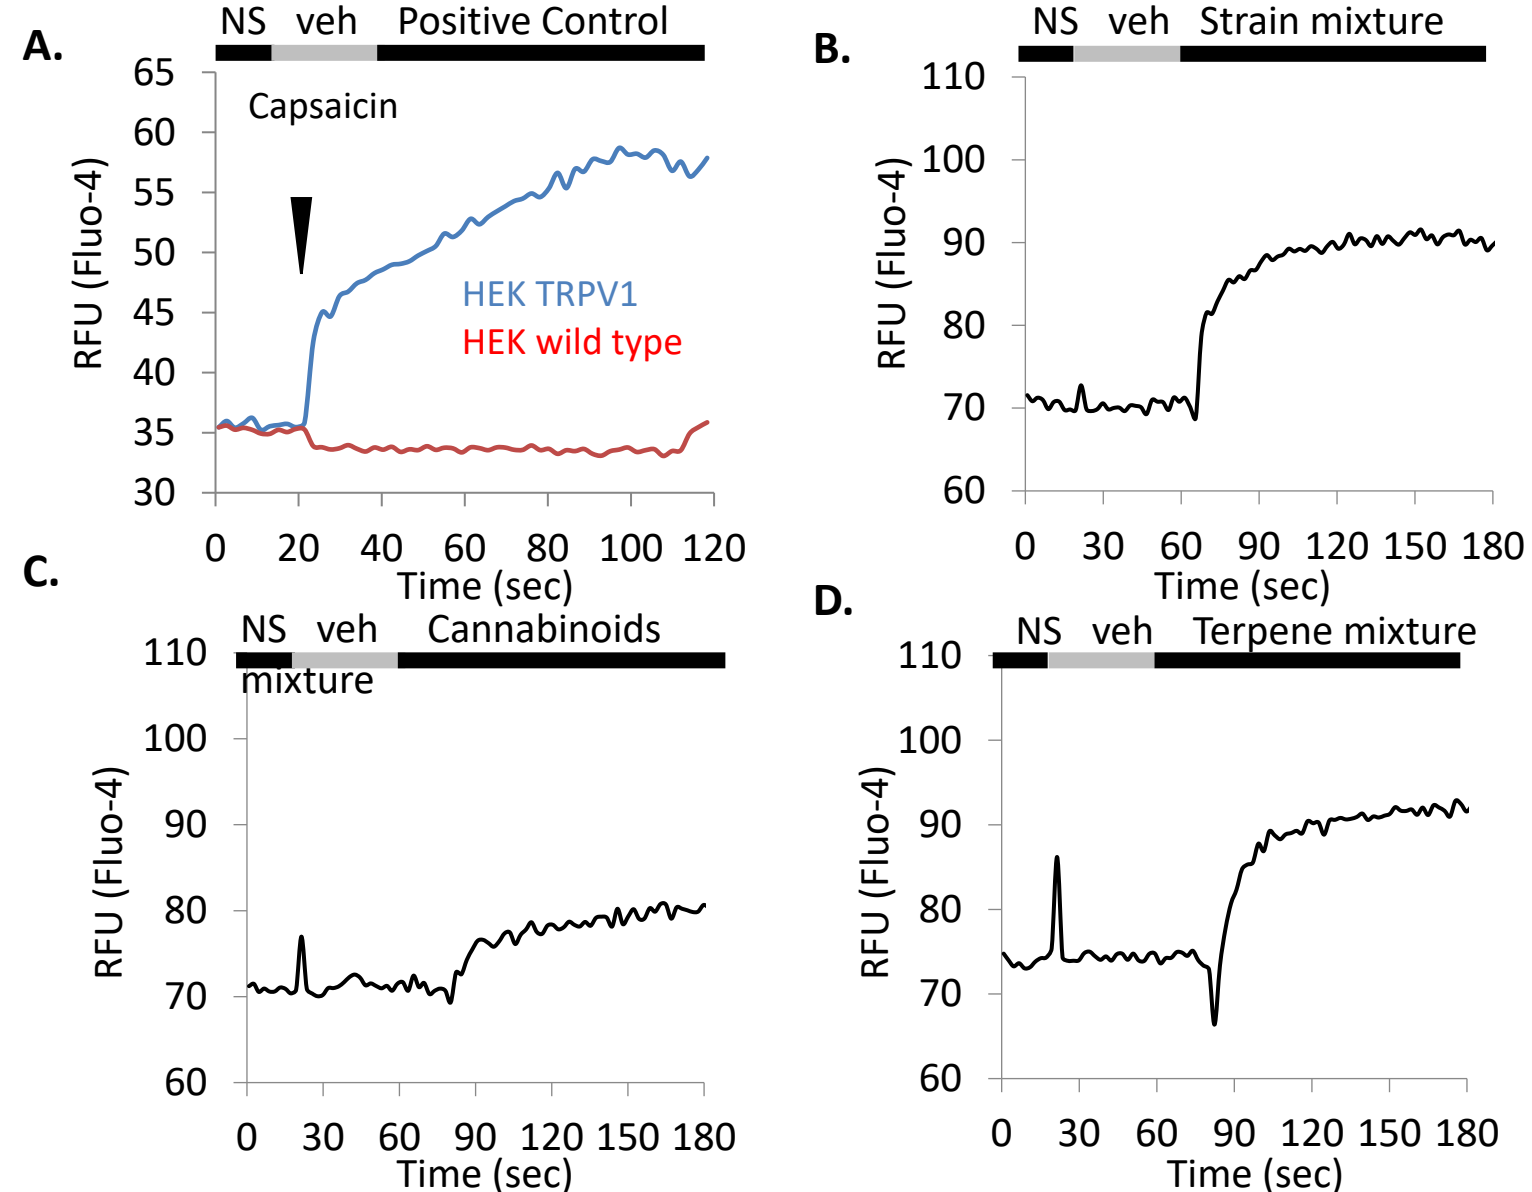 A.
NS veh Positive Control
65
60
55
50
45
40
35
30
RFU (Fluo-4)
Capsaicin
HEK TRPV1
HEK wild type
0 20 40 60 80 100 120
Time (sec)
B.
NS veh Strain mixture
110
100
90
80
70
60
RFU (Fluo-4)
0 30 60 90 120 150 180
Time (sec)
C.
NS veh Cannabinoids
mixture
110
100
90
80
70
60
RFU (Fluo-4)
0 30 60 90 120 150 180
Time (sec)
D.
NS veh Terpene mixture
110
100
90
80
70
60
RFU (Fluo-4)
0 30 60 90 120 150 180
Time (sec)